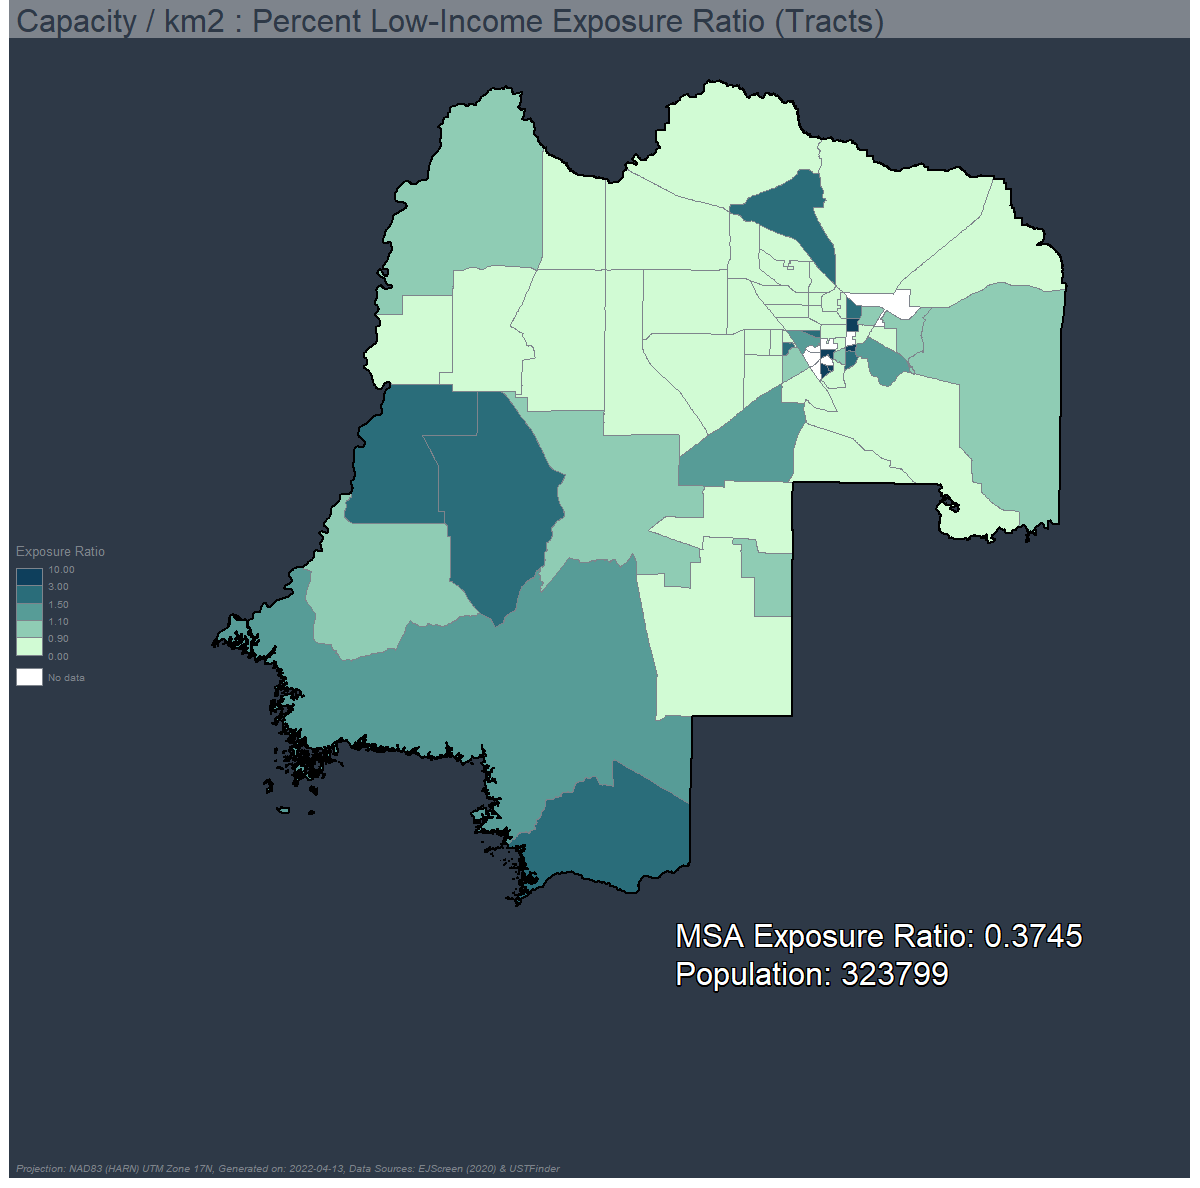 Capacity / km2 : Percent Low-Income Exposure Ratio (Tracts)
Exposure Ratio
10.00
3.00
1.50
1.10
0.90
0.00
No data
MSA Exposure Ratio: 0.3745
Population: 323799
Projection: NAD83 (HARN) UTM Zone 17N, Generated on: 2022-04-13, Data Sources: EJScreen (2020) & USTFinder